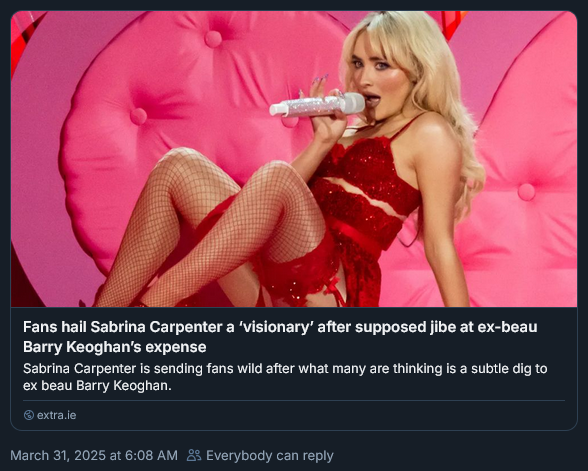 Fans hail Sabrina Carpenter a ‘visionary’ after supposed jibe at ex-beau
Barry Keoghan’s expense
Sabrina Carpenter is sending fans wild after what many are thinking is a subtle dig to
ex beau Barry Keoghan.
extra.ie
March 31, 2025 at 6:08 AM Everybody can reply